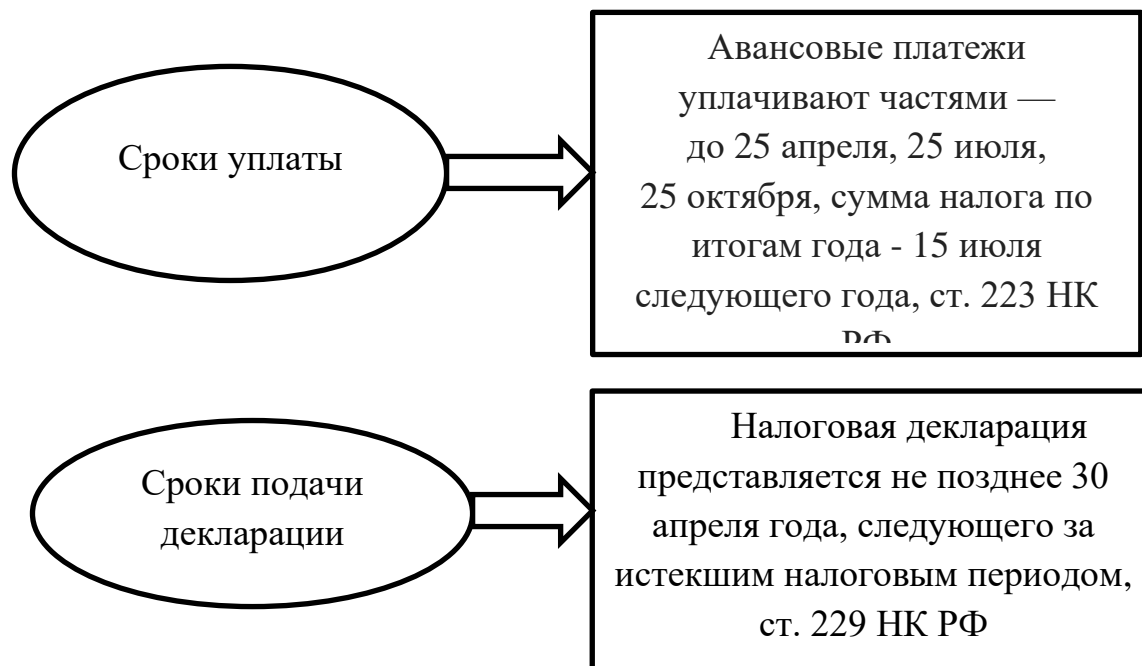 Сроки уплаты
Авансовые платежи
уплачивают частями —
до 25 апреля, 25 июля,
25 октября, сумма налога по
итогам года - 15 июля
следующего года, ст. 223 НК
РФ
Сроки подачи
декларации
Налоговая декларация
представляется не позднее 30
апреля года, следующего за
истекшим налоговым периодом,
ст. 229 НК РФ